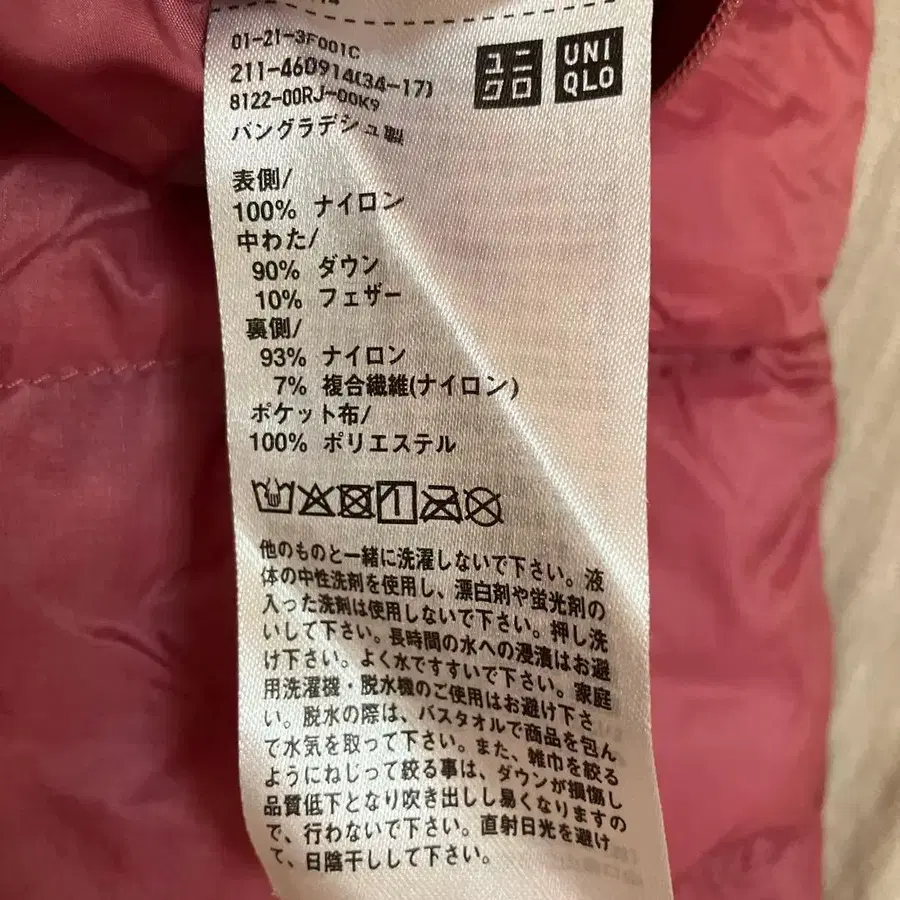 01-21-3F001C
211-460914(34-17)
8122-00RJ-00K9
バングラデシュ製
ユニクロ
UNIQLO
表側/
100% ナイロン
中わた/
90% ダウン
10% フェザー
裏側/
93% ナイロン
7% 複合繊維(ナイロン)
ポケット布/
100% ポリエステル
他のものと一緒に洗濯しないで下さい。液
体の中性洗剤を使用し、漂白剤や蛍光剤の
入った洗剤は使用しないで下さい。押し洗
いして下さい。長時間の水への浸漬はお避
け下さい。よく水ですすいで下さい。家庭
用洗濯機・脱水機のご使用はお避け下さ
い。脱水の際は、バスタオルで商品を包ん
で水気を取って下さい。また、雑巾を絞る
ようにねじって絞る事は、ダウンが損傷し
品質低下となり吹き出しし易くなりますの
で、行わないで下さい。直射日光を避け
て、日陰干しして下さい。